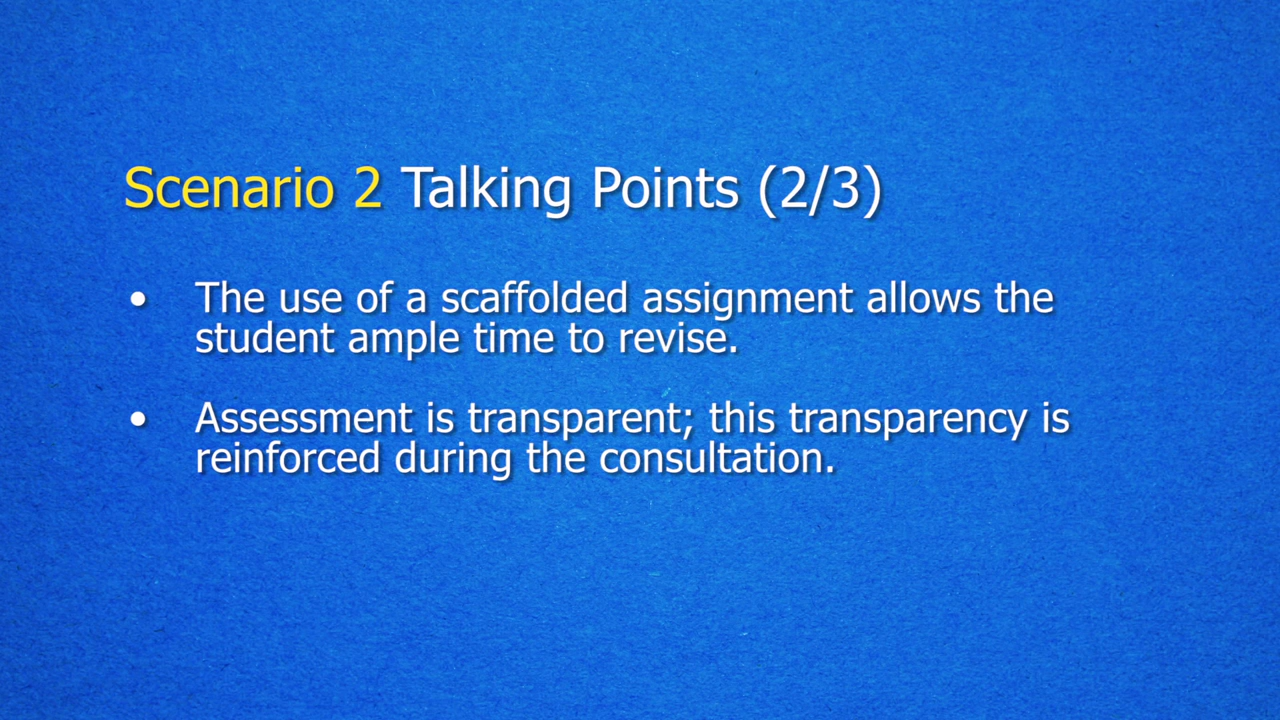 Scenario 2 Talking Points (2/3)
• The use of a scaffolded assignment allows the
student ample time to revise.
• Assessment is transparent; this transparency is
reinforced during the consultation.